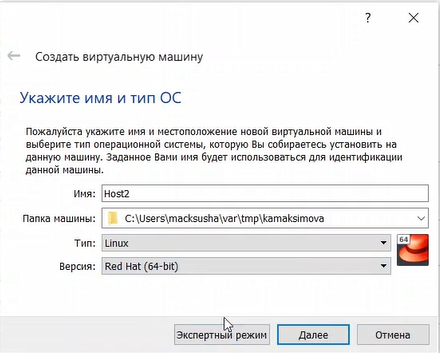 ?
Создать виртуальную машину
Укажите имя и тип ОС
Пожалуйста укажите имя и местоположение новой виртуальной машины и
выберите тип операционной системы, которую Вы собираетесь установить на
данную машину. Заданное Вами имя будет использоваться для идентификации
данной машины.
Имя: Host2
Папка машины: C:\Users\macksusha\var\tmp\kamaksimova
Тип: Linux
64
Версия: Red Hat (64-bit)
Экспертный режим Далее Отмена